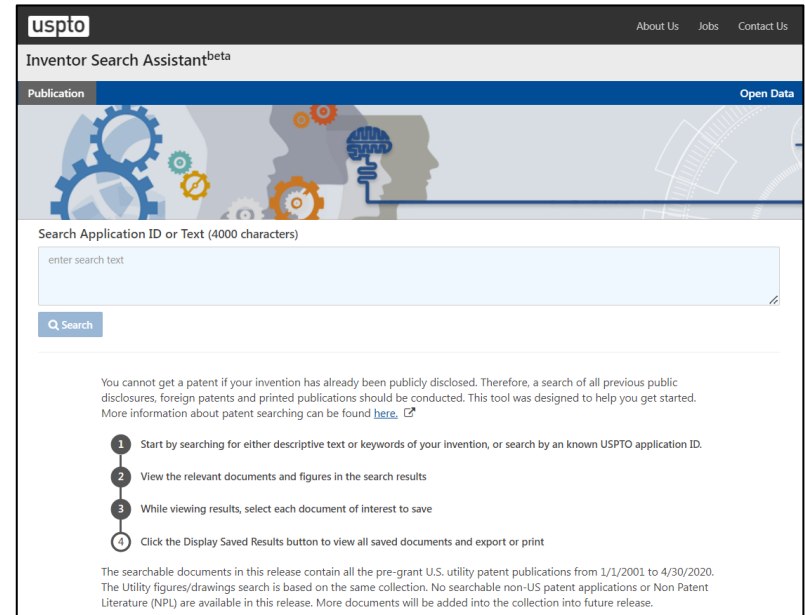 uspto
About Us Jobs Contact Us
Inventor Search Assistantbeta
Publication
Open Data
Search Application ID or Text (4000 characters)
enter search text
Search
You cannot get a patent if your invention has already been publicly disclosed. Therefore, a search of all previous public
disclosures, foreign patents and printed publications should be conducted. This tool was designed to help you get started.
More information about patent searching can be found here.
1 Start by searching for either descriptive text or keywords of your invention, or search by an known USPTO application ID.
2 View the relevant documents and figures in the search results
3 While viewing results, select each document of interest to save
4 Click the Display Saved Results button to view all saved documents and export or print
The searchable documents in this release contain all the pre-grant U.S. utility patent publications from 1/1/2001 to 4/30/2020.
The Utility figures/drawings search is based on the same collection. No searchable non-US patent applications or Non Patent
Literature (NPL) are available in this release. More documents will be added into the collection into future release.